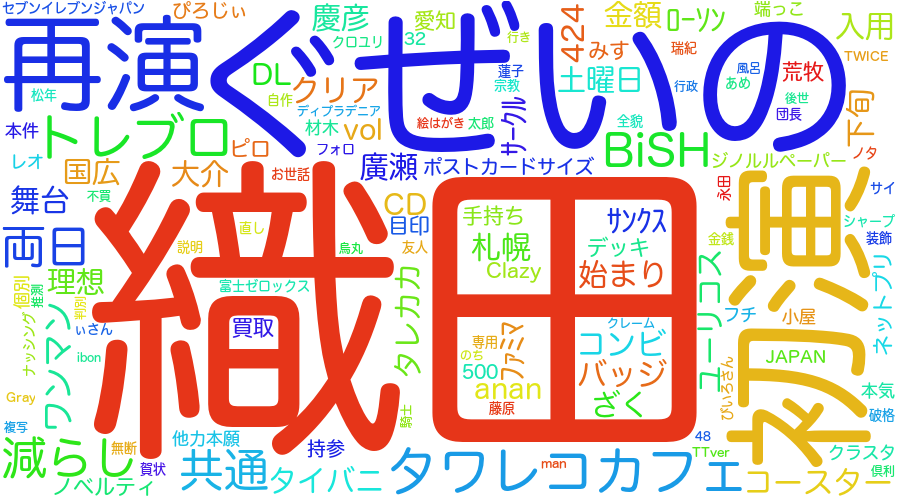 セブンイレブンジャパン
ぴろじぃ
慶彦
愛知
クロユリ
32
行き
424
金額
ローソン
端っこ
入用
再演
ぐぜいの
DL
クリア
みす
瑞紀
TWICE
松年
自作
蓮子
宗教
土曜日
行政
風呂
あめ
荒牧
後世
団長
下旬
ディプラデニア
本件
トレブロ
ピロ
材木
vol
絵はがき
太郎
サークル
全貌
BiSH
フォロ
レオ
国広
大介
お世話
廣瀬
ポストカードサイズ
ジノルルペーパー
ノタ
舞台
不買
織田
CD
目印
手持ち
サンクス
永田
初演
サイ
シャープ
両日
説明
直し
烏丸
友人
札幌
デッキ
金銭
装飾
Clazy
始まり
理想
個別
推測
判別
富士ゼロックス
タレカカ
ユーリコス
ネットプリ
ナッシング
ワンマン
ぃさん
買取
専用
ファミマ
クレーム
コンビ
フチ
小屋
ibon
のち
500
バッジ
JAPAN
Gray
anan
ざく
ぴいろさん
本気
複写
藤原
騎士
破格
減らし
無断
他力本願
持参
48
クラスタ
ノベルティ
賀状
共通
タイバニ
タワレコカフェ
man
TTver
コースター
倶利